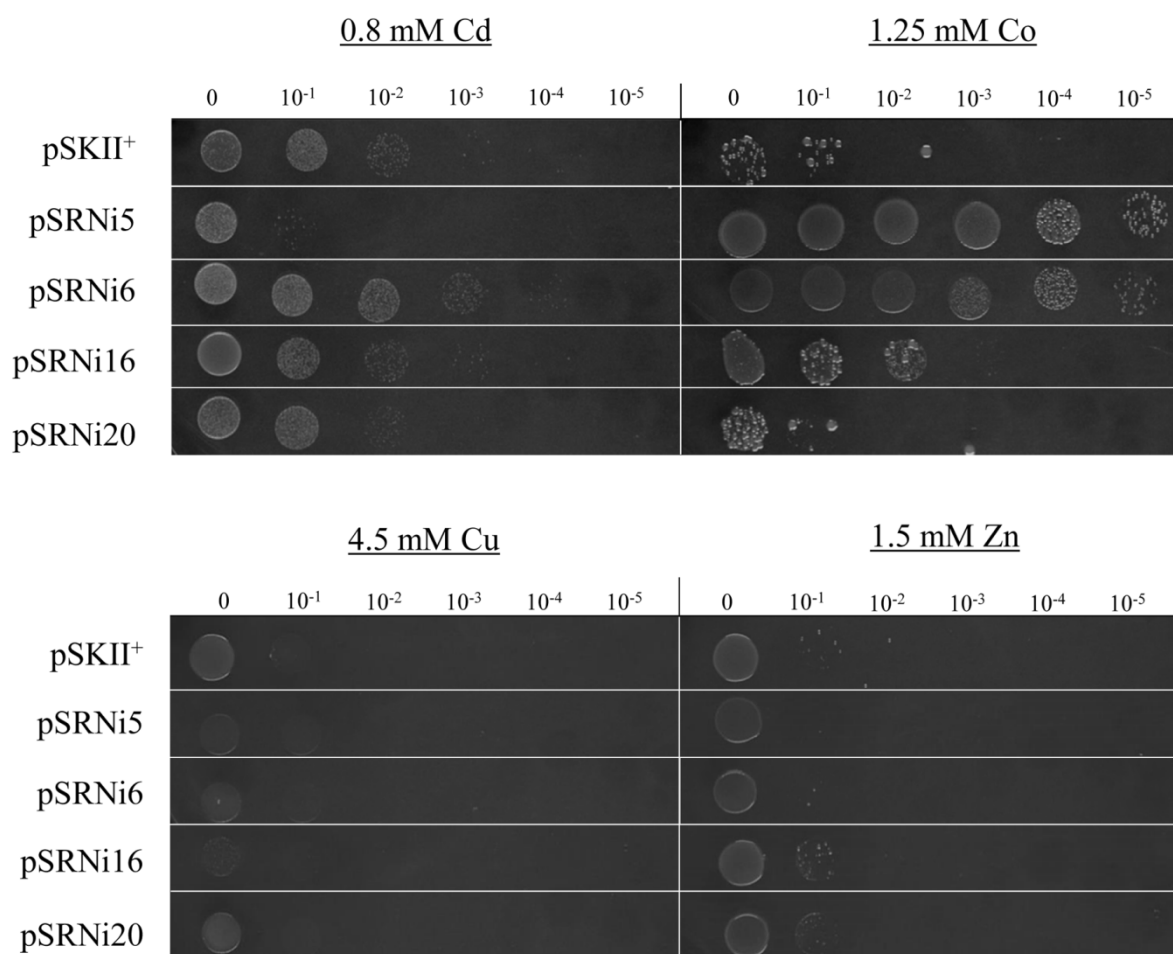 0.8 mM Cd 1.25 mM Co
0 10⁻¹ 10⁻² 10⁻³ 10⁻⁴ 10⁻⁵ 0 10⁻¹ 10⁻² 10⁻³ 10⁻⁴ 10⁻⁵
pSKII⁺
pSRNi5
pSRNi6
pSRNi16
pSRNi20
4.5 mM Cu 1.5 mM Zn
0 10⁻¹ 10⁻² 10⁻³ 10⁻⁴ 10⁻⁵ 0 10⁻¹ 10⁻² 10⁻³ 10⁻⁴ 10⁻⁵
pSKII⁺
pSRNi5
pSRNi6
pSRNi16
pSRNi20